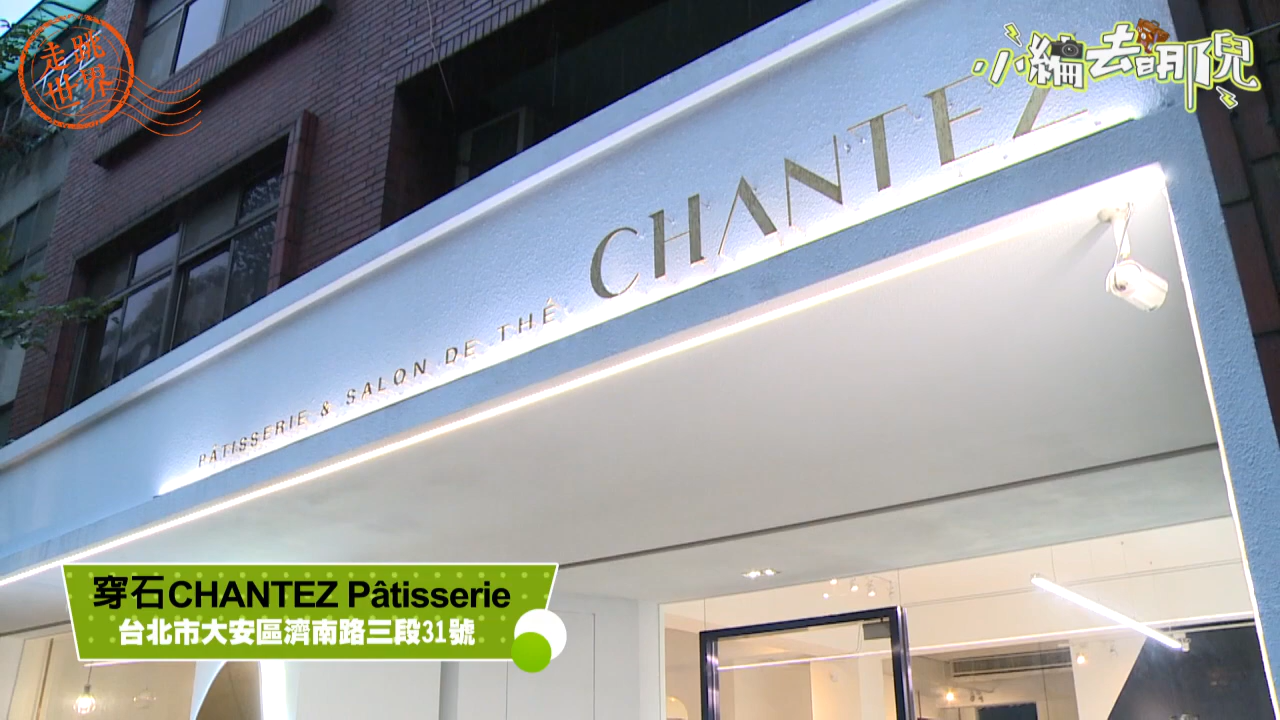 走跳
世界
小編去哪兒
CHANTEZ
PÂTISSERIE & SALON DE THÊ
穿石CHANTEZ Pâtisserie
台北市大安區濟南路三段31號